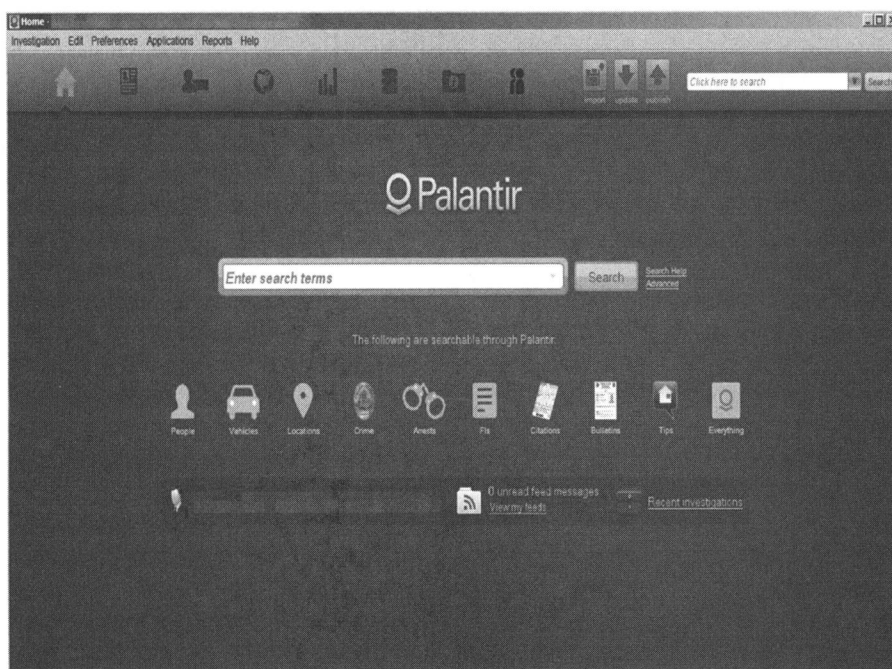 Home
Investigation Edit Preferences Applications Reports Help
import update publish
Click here to search
Search
Palantir
Enter search terms
Search
Search Help
Advanced
The following are searchable through Palantir
People Vehicles Locations Crime Arrests FIs Citations Bulletins Tips Everything
0 unread feed messages
View my feeds
Recent investigations